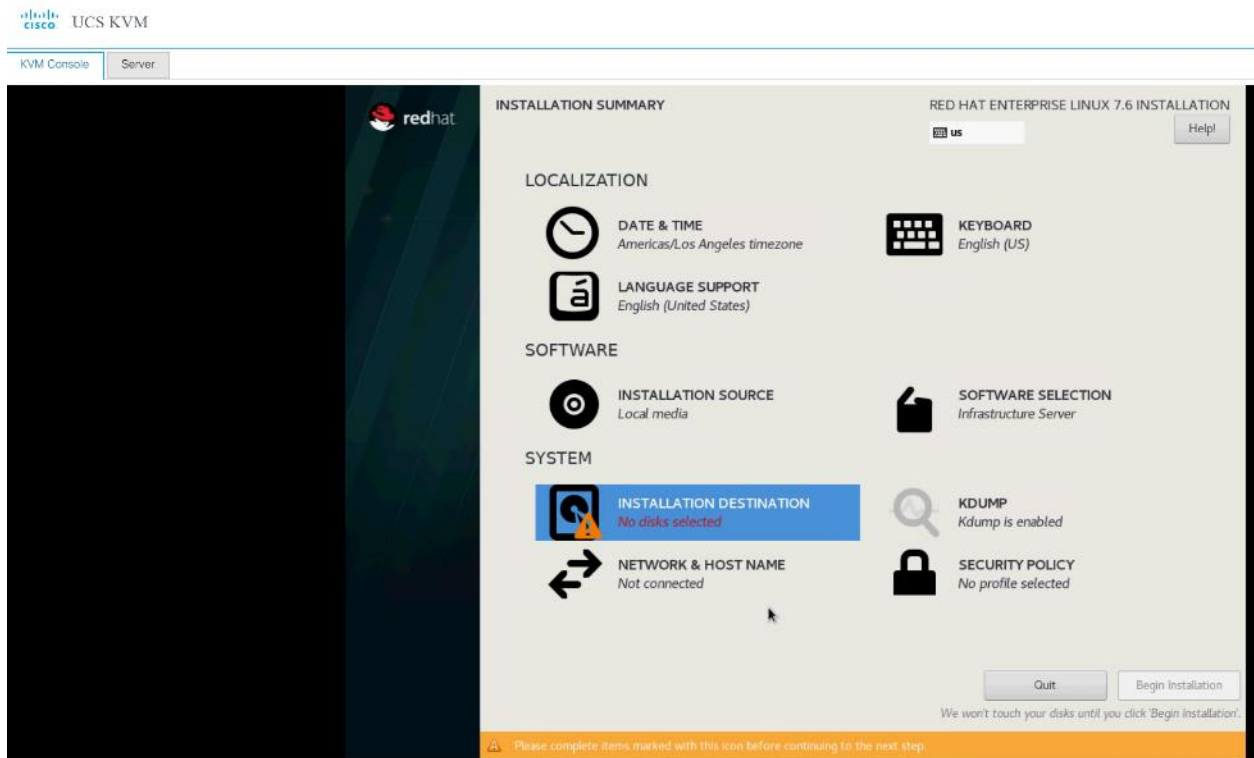 CISCO UCS KVM
KVM Console Server
redhat
INSTALLATION SUMMARY
RED HAT ENTERPRISE LINUX 7.6 INSTALLATION
us
Help!
LOCALIZATION
DATE & TIME
Americas/Los Angeles timezone
KEYBOARD
English (US)
á
LANGUAGE SUPPORT
English (United States)
SOFTWARE
INSTALLATION SOURCE
Local media
SOFTWARE SELECTION
Infrastructure Server
SYSTEM
INSTALLATION DESTINATION
No disks selected
KDUMP
Kdump is enabled
NETWORK & HOST NAME
Not connected
SECURITY POLICY
No profile selected
Quit
Begin Installation
We won't touch your disks until you click 'Begin Installation'.
Please complete items marked with this icon before continuing to the next step.